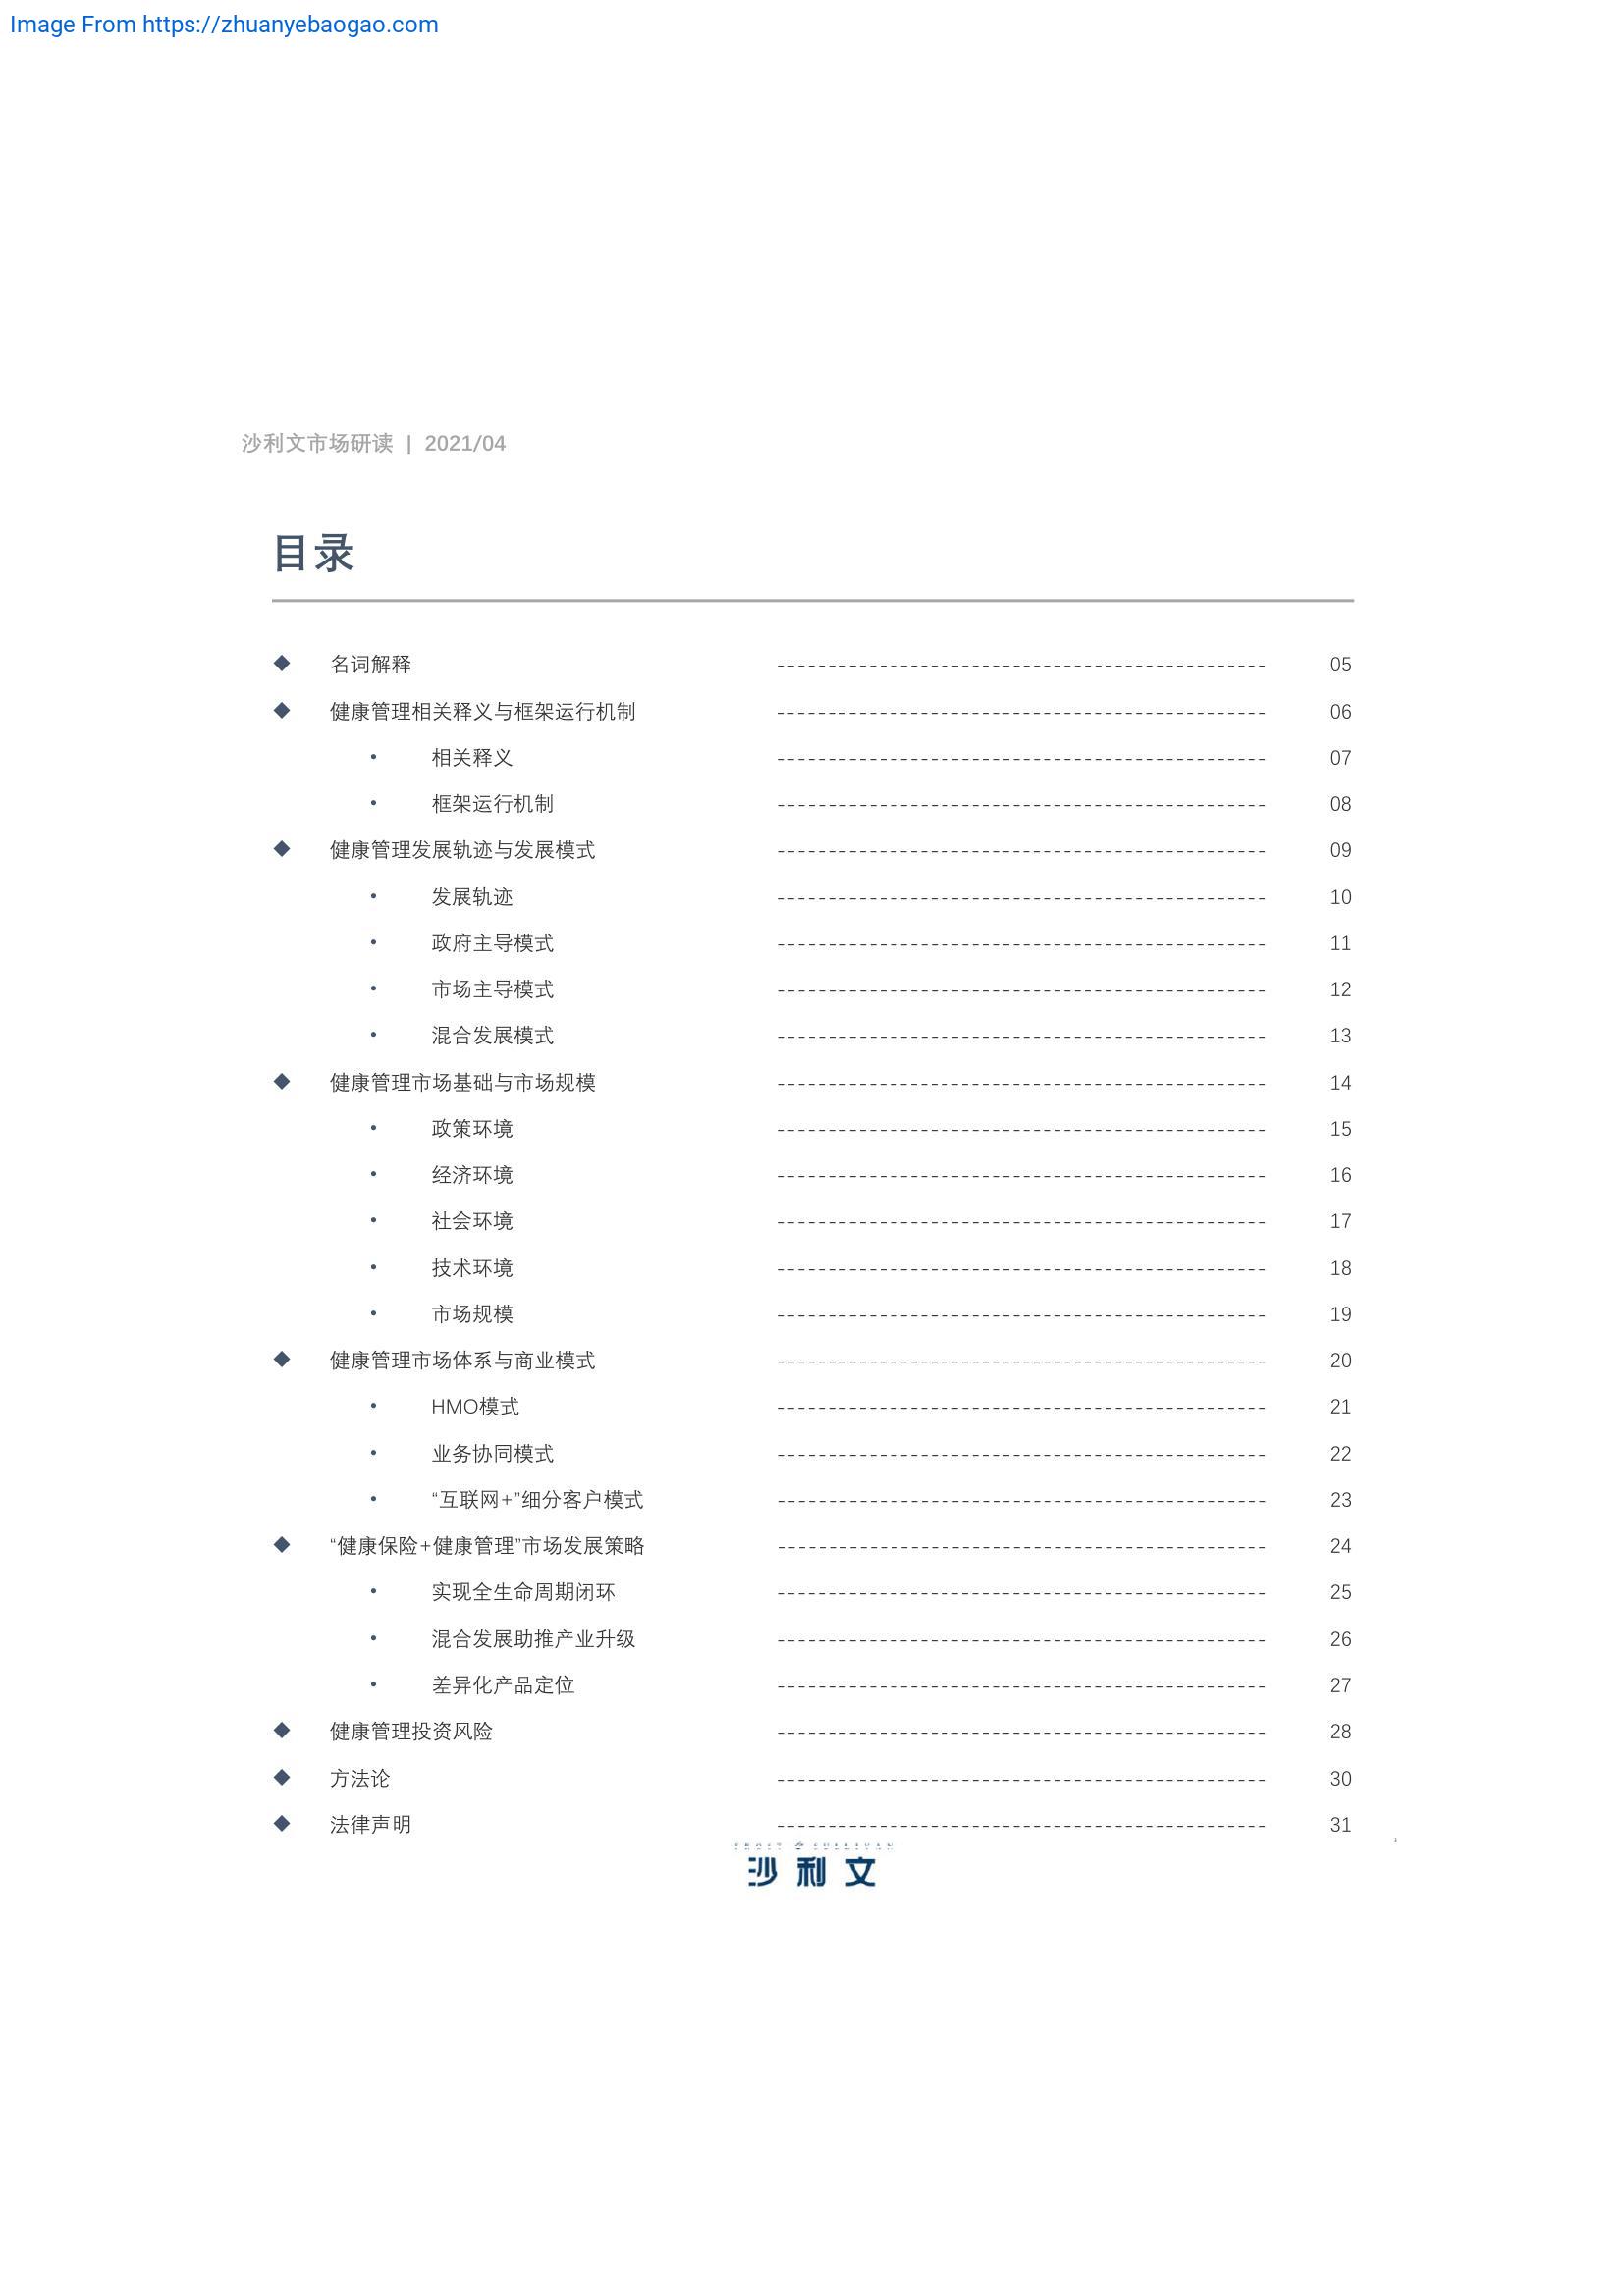 Image From https://zhuanyebaogao.com
沙利文市场研读 | 2021/04
目录
◆ 名词解释 ------------------------------------------------ 05
◆ 健康管理相关释义与框架运行机制 ------------------------------------------------ 06
• 相关释义 ------------------------------------------------ 07
• 框架运行机制 ------------------------------------------------ 08
◆ 健康管理发展轨迹与发展模式 ------------------------------------------------ 09
• 发展轨迹 ------------------------------------------------ 10
• 政府主导模式 ------------------------------------------------ 11
• 市场主导模式 ------------------------------------------------ 12
• 混合发展模式 ------------------------------------------------ 13
◆ 健康管理市场基础与市场规模 ------------------------------------------------ 14
• 政策环境 ------------------------------------------------ 15
• 经济环境 ------------------------------------------------ 16
• 社会环境 ------------------------------------------------ 17
• 技术环境 ------------------------------------------------ 18
• 市场规模 ------------------------------------------------ 19
◆ 健康管理市场体系与商业模式 ------------------------------------------------ 20
• HMO模式 ------------------------------------------------ 21
• 业务协同模式 ------------------------------------------------ 22
• “互联网+”细分客户模式 ------------------------------------------------ 23
◆ “健康保险+健康管理”市场发展策略 ------------------------------------------------ 24
• 实现全生命周期闭环 ------------------------------------------------ 25
• 混合发展助推产业升级 ------------------------------------------------ 26
• 差异化产品定位 ------------------------------------------------ 27
◆ 健康管理投资风险 ------------------------------------------------ 28
◆ 方法论 ------------------------------------------------ 30
◆ 法律声明 ------------------------------------------------ 31
沙利文